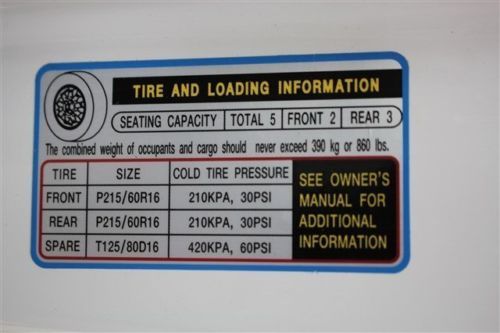 TIRE AND LOADING INFORMATION
SEATING CAPACITY TOTAL 5 FRONT 2 REAR 3
The combined weight of occupants and cargo should never exceed 390 kg or 860 lbs.
TIRE SIZE COLD TIRE PRESSURE
FRONT P215/60R16 210KPA, 30PSI
REAR P215/60R16 210KPA, 30PSI
SPARE T125/80D16 420KPA, 60PSI
SEE OWNER'S
MANUAL FOR
ADDITIONAL
INFORMATION